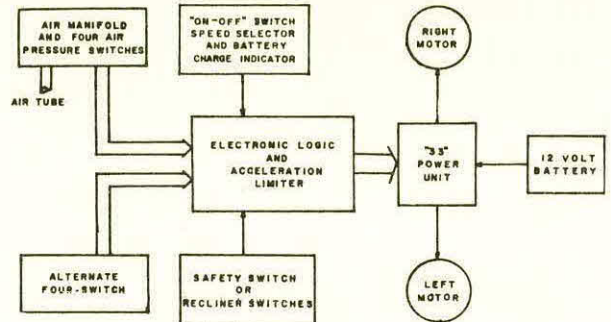 AIR MANIFOLD
AND FOUR AIR
PRESSURE SWITCHES
AIR TUBE
"ON-OFF" SWITCH
SPEED SELECTOR
AND BATTERY
CHARGE INDICATOR
RIGHT
MOTOR
ELECTRONIC LOGIC
AND
ACCELERATION
LIMITER
"33"
POWER
UNIT
12 VOLT
BATTERY
ALTERNATE
FOUR-SWITCH
SAFETY SWITCH
OR
RECLINER SWITCHES
LEFT
MOTOR